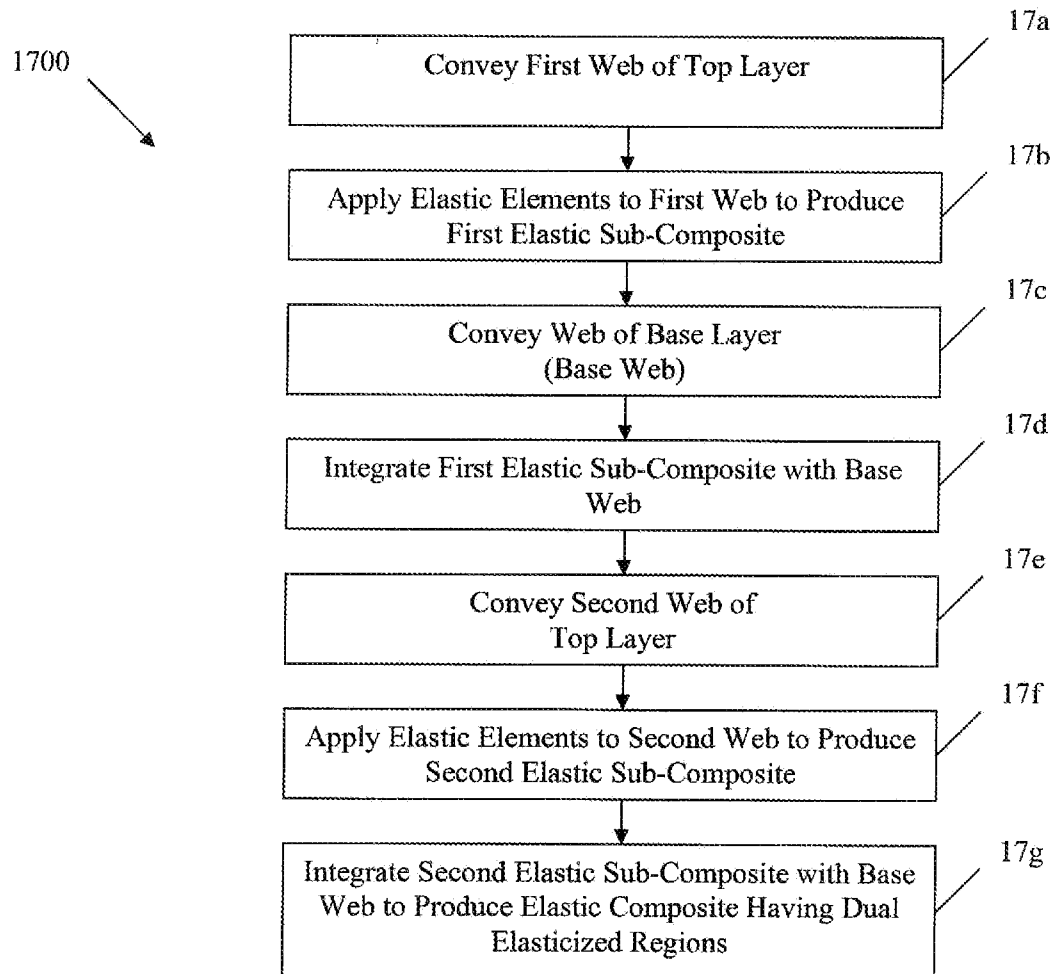 17a
1700
Convey First Web of Top Layer
17b
Apply Elastic Elements to First Web to Produce
First Elastic Sub-Composite
17c
Convey Web of Base Layer
(Base Web)
17d
Integrate First Elastic Sub-Composite with Base
Web
17e
Convey Second Web of
Top Layer
17f
Apply Elastic Elements to Second Web to Produce
Second Elastic Sub-Composite
17g
Integrate Second Elastic Sub-Composite with Base
Web to Produce Elastic Composite Having Dual
Elasticized Regions